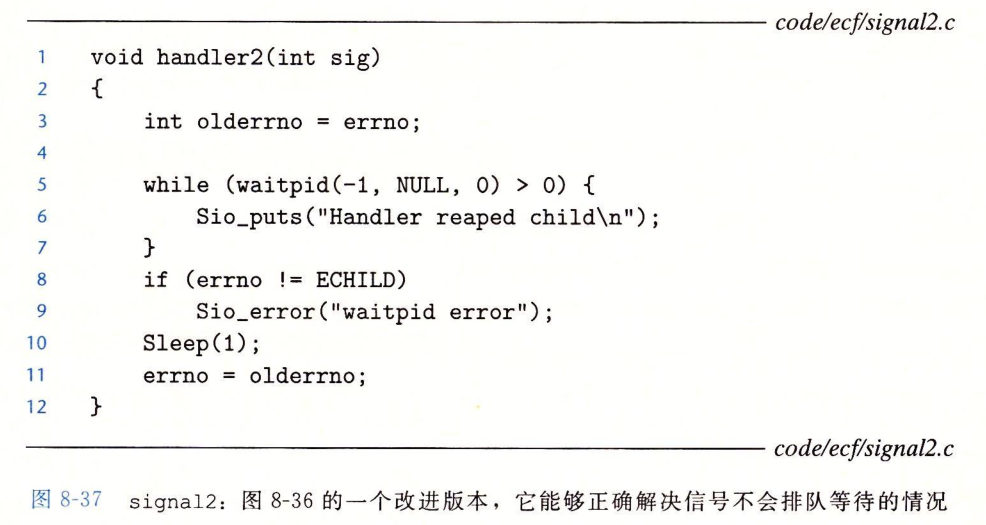 code/ecf/signal2.c
1 void handler2(int sig)
2 {
3     int olderrno = errno;
4
5     while (waitpid(-1, NULL, 0) > 0) {
6         Sio_puts("Handler reaped child\n");
7     }
8     if (errno != ECHILD)
9         Sio_error("waitpid error");
10     Sleep(1);
11     errno = olderrno;
12 }
code/ecf/signal2.c
图 8-37 signal2：图 8-36 的一个改进版本，它能够正确解决信号不会排队等待的情况